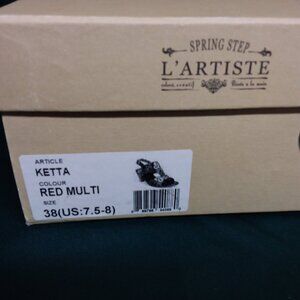 SPRING STEP
L'ARTISTE
ARTICLE
KETTA
COLOUR
RED MULTI
SIZE
38(US:7.5-8)